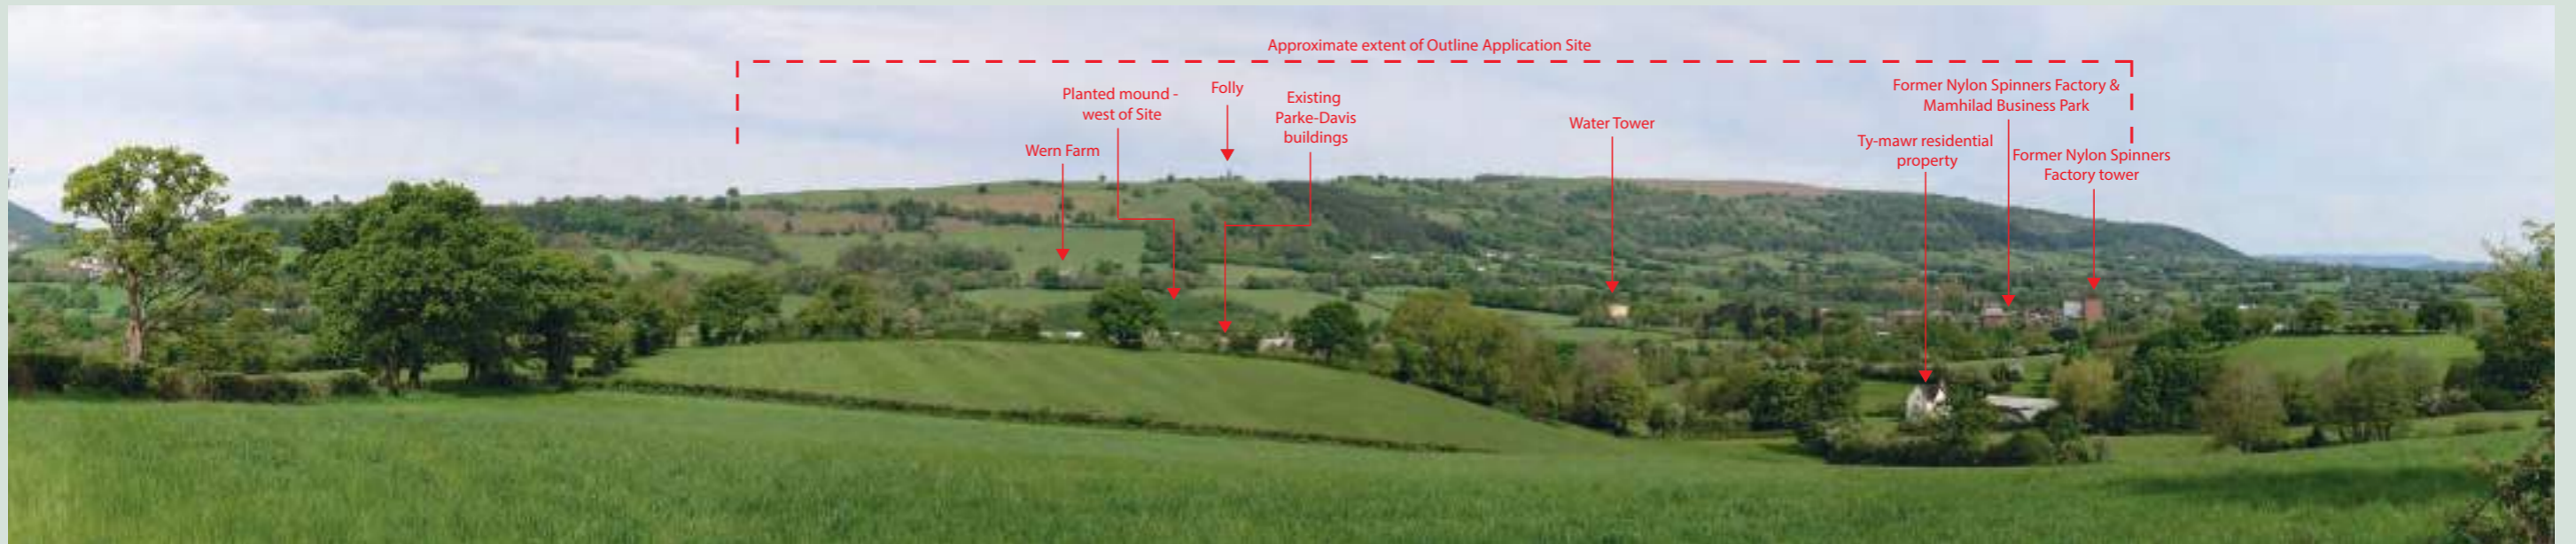 Approximate extent of Outline Application Site
Planted mound -
west of Site
Folly
Existing
Parke-Davis
buildings
Wern Farm
Water Tower
Former Nylon Spinners Factory &
Mamhilad Business Park
Ty-mawr residential
property
Former Nylon Spinners
Factory tower